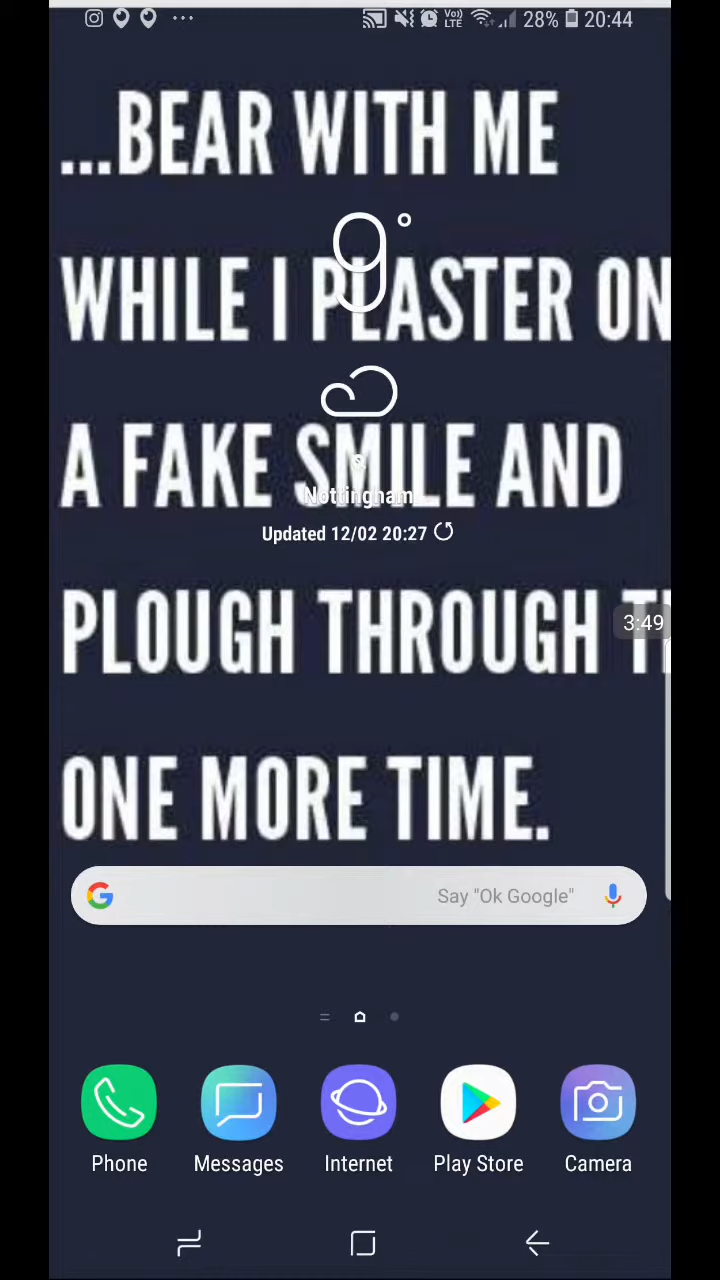 28% 20:44
...BEAR WITH ME
9°
WHILE I PLASTER ON
A FAKE SMILE AND
Nottingham
Updated 12/02 20:27
PLOUGH THROUGH
3:49
ONE MORE TIME.
Say "Ok Google"
Phone Messages Internet Play Store Camera